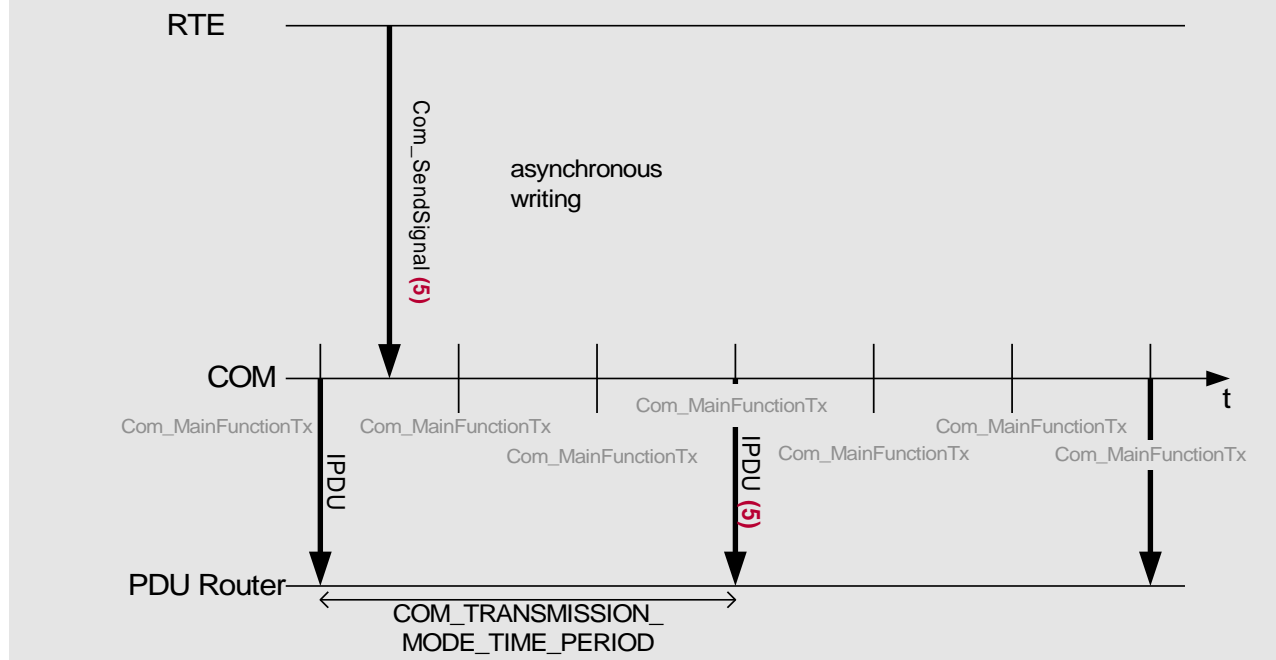 RTE
Com_SendSignal (5)
asynchronous
writing
COM
t
Com_MainFunctionTx
Com_MainFunctionTx
Com_MainFunctionTx
Com_MainFunctionTx
Com_MainFunctionTx
Com_MainFunctionTx
Com_MainFunctionTx
IPDU
IPDU (5)
PDU Router
COM_TRANSMISSION_
MODE_TIME_PERIOD